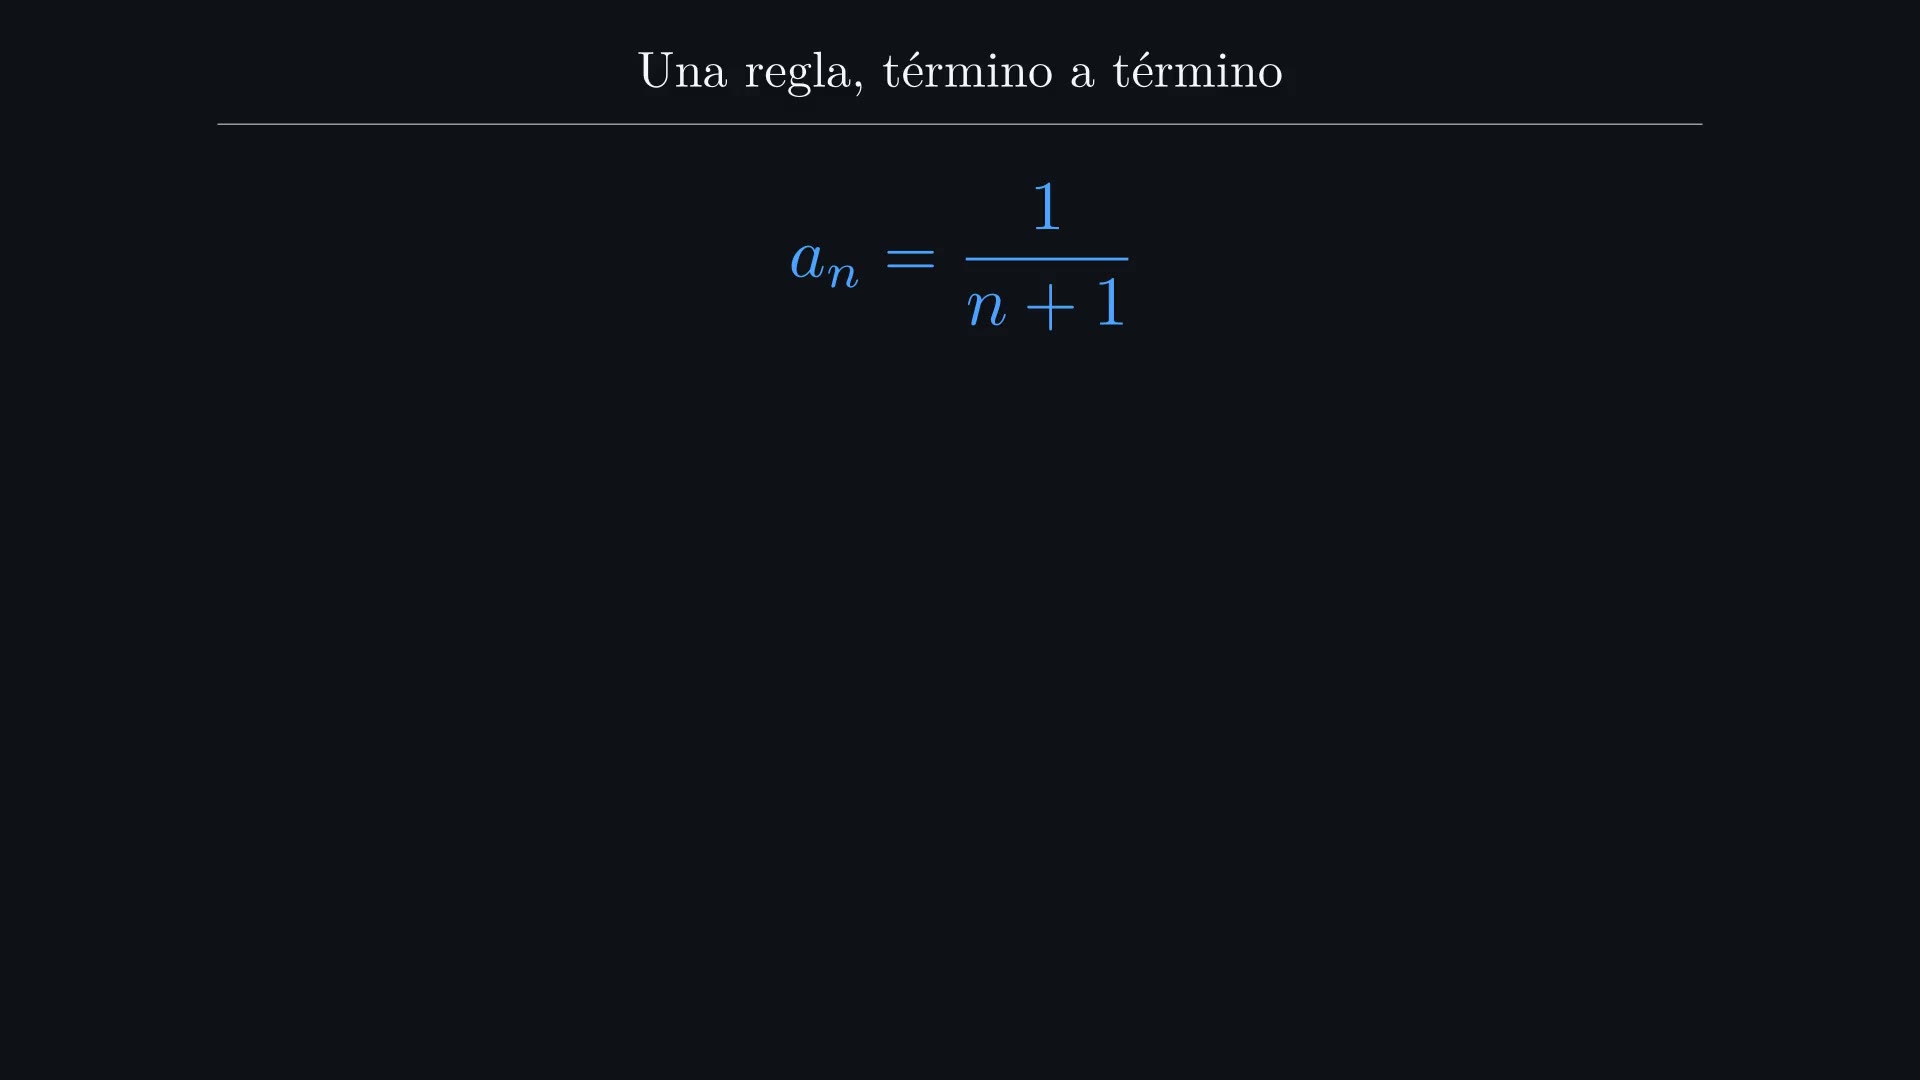 Una regla, término a término
a_n = \frac{1}{n+1}